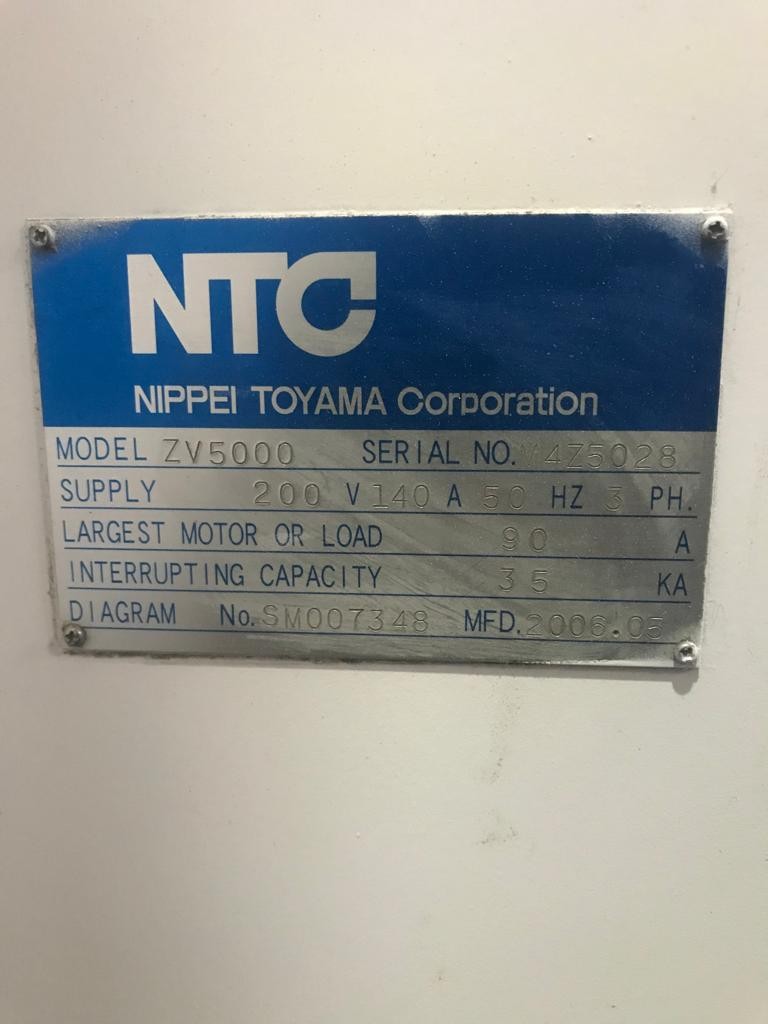 NTC
NIPPEI TOYAMA Corporation
MODEL ZV5000 SERIAL NO. M4Z5028
SUPPLY 200 V 140 A 50 HZ 3 PH.
LARGEST MOTOR OR LOAD 90 A
INTERRUPTING CAPACITY 35 KA
DIAGRAM No. SM007348 MFD. 2006.05